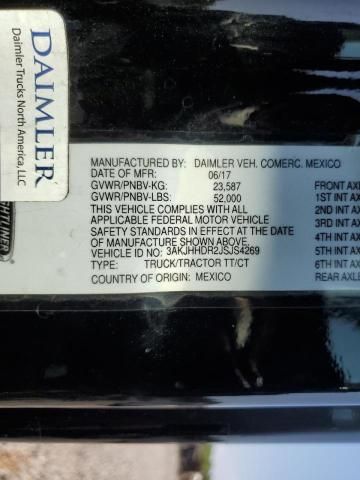 DAIMLER
Daimler Trucks North America, LLC
GHTLINER
MANUFACTURED BY: DAIMLER VEH. COMERC. MEXICO
DATE OF MFR: 06/17
GVWR/PNBV-KG: 23,587
GVWR/PNBV-LBS: 52,000
THIS VEHICLE COMPLIES WITH ALL
APPLICABLE FEDERAL MOTOR VEHICLE
SAFETY STANDARDS IN EFFECT AT THE DATE OF
MANUFACTURE SHOWN ABOVE.
VEHICLE ID NO.: 3AKJHHDR2JSJS4269
TYPE: TRUCK/TRACTOR TT/CT
COUNTRY OF ORIGIN: MEXICO
FRONT AXL
1ST INT AX
2ND INT AX
3RD INT AX
4TH INT AX
5TH INT AX
6TH INT AX
REAR AXLE